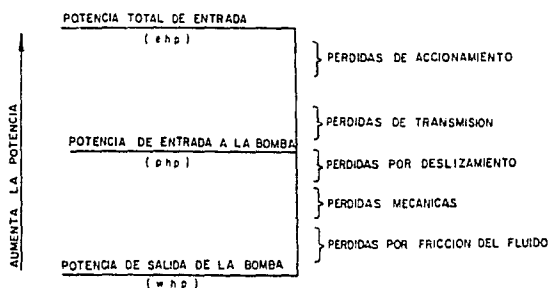 POTENCIA TOTAL DE ENTRADA
(ehp)
PERDIDAS DE ACCIONAMIENTO
PERDIDAS DE TRANSMISION
POTENCIA DE ENTRADA A LA BOMBA
(php)
PERDIDAS POR DESLIZAMIENTO
PERDIDAS MECANICAS
PERDIDAS POR FRICCION DEL FLUIDO
POTENCIA DE SALIDA DE LA BOMBA
(whp)
AUMENTA LA POTENCIA